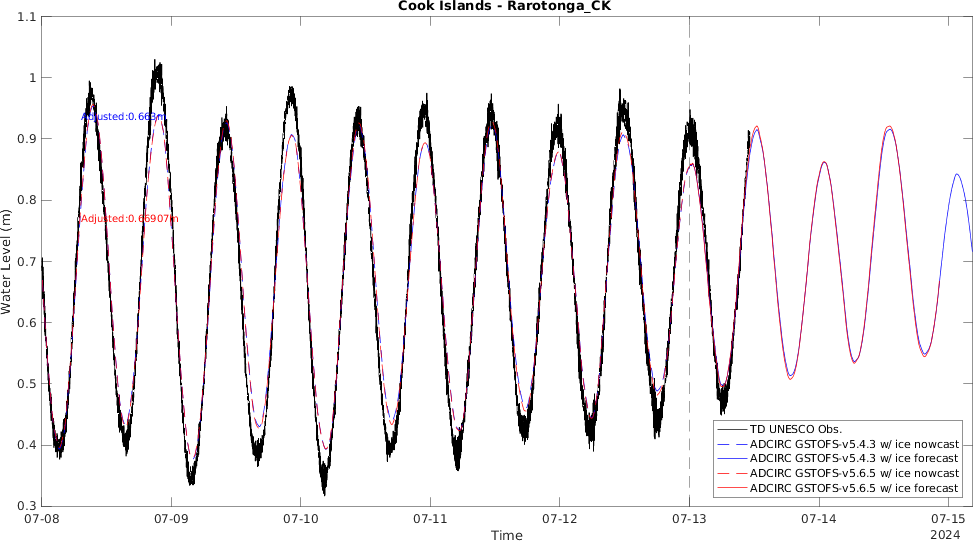 Cook Islands - Rarotonga_CK
1.1
1
0.9
0.8
0.7
0.6
0.5
0.4
0.3
Water Level (m)
Adjusted:0.663m
Adjusted:0.66907m
TD UNESCO Obs.
ADCIRC GSTOFS-v5.4.3 w/ ice nowcast
ADCIRC GSTOFS-v5.4.3 w/ ice forecast
ADCIRC GSTOFS-v5.6.5 w/ ice nowcast
ADCIRC GSTOFS-v5.6.5 w/ ice forecast
07-08 07-09 07-10 07-11 07-12 07-13 07-14 07-15
Time 2024